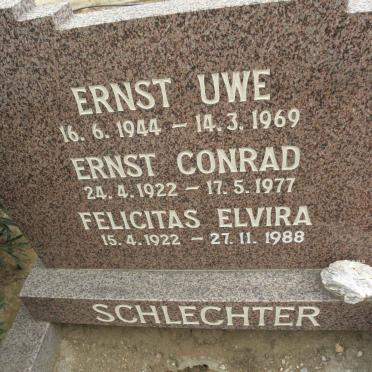 ERNST UWE
16. 6. 1944 – 14. 3. 1969
ERNST CONRAD
24. 4. 1922 – 17. 5. 1977
FELICITAS ELVIRA
15. 4. 1922 – 27. 11. 1988
SCHLECHTER